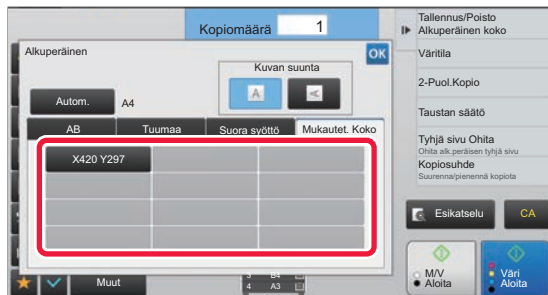 Kopiomäärä 1
Tallennus/Poisto
Alkuperäinen koko
Alkuperäinen
OK
Väritila
Kuvan suunta
A
A
2-Puol.Kopio
Autom. A4
Taustan säätö
AB Tuumaa Suora syöttö Mukautet. Koko
Tyhjä sivu Ohita
Ohita alk.peräisen tyhjä sivu
X420 Y297
Kopiosuhde
Suurenna/pienennä kopiota
Esikatselu CA
M/V
Aloita
Väri
Aloita
Muut
3 B4
4 A3